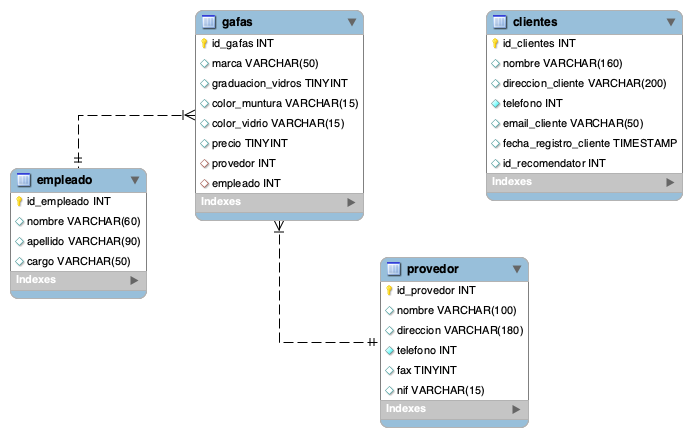 gafas
id_gafas INT
marca VARCHAR(50)
graduacion_vidros TINYINT
color_muntura VARCHAR(15)
color_vidrio VARCHAR(15)
precio TINYINT
provedor INT
empleado INT
Indexes
clientes
id_clientes INT
nombre VARCHAR(160)
direccion_cliente VARCHAR(200)
telefono INT
email_cliente VARCHAR(50)
fecha_registro_cliente TIMESTAMP
id_recomendator INT
Indexes
empleado
id_empleado INT
nombre VARCHAR(60)
apellido VARCHAR(90)
cargo VARCHAR(50)
Indexes
provedor
id_provedor INT
nombre VARCHAR(100)
direccion VARCHAR(180)
telefono INT
fax TINYINT
nif VARCHAR(15)
Indexes